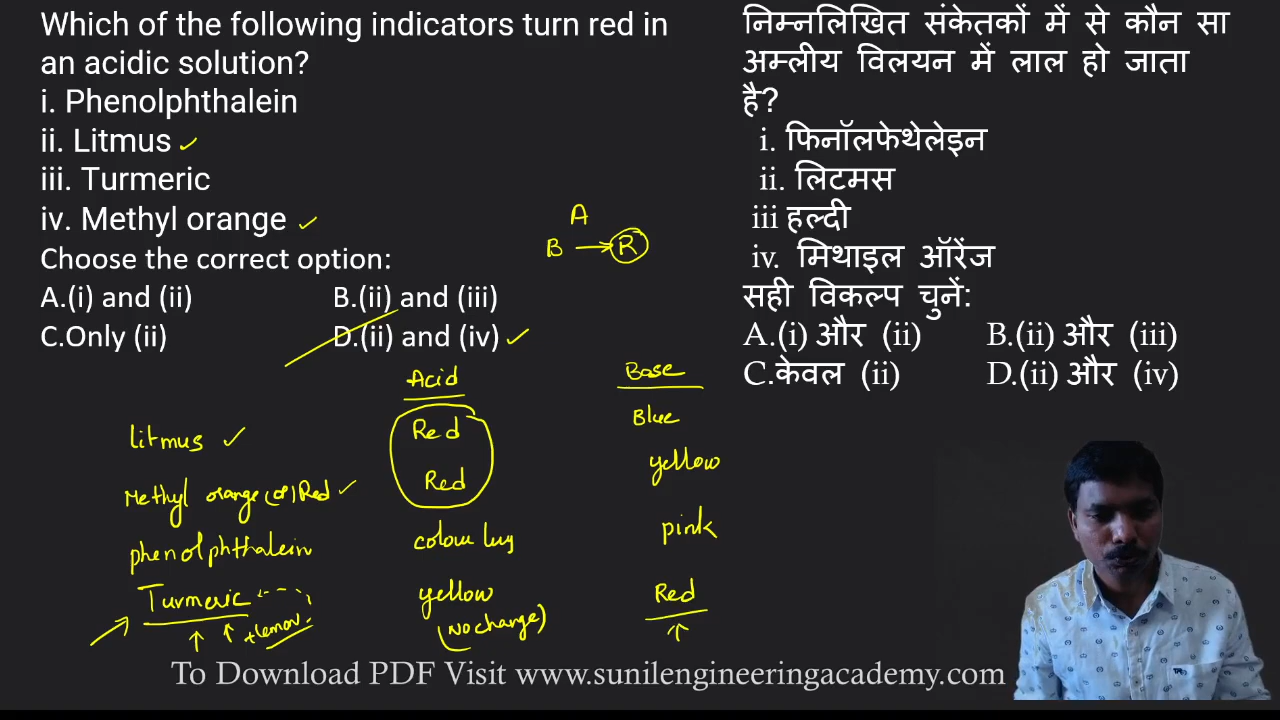 Which of the following indicators turn red in
an acidic solution?
i. Phenolphthalein
ii. Litmus
iii. Turmeric
iv. Methyl orange
Choose the correct option:
A.(i) and (ii) B.(ii) and (iii)
C.Only (ii) D.(ii) and (iv)
निम्नलिखित संकेतकों में से कौन सा
अम्लीय विलयन में लाल हो जाता
है?
i. फिनॉलफेथेलेइन
ii. लिटमस
iii हल्दी
iv. मिथाइल ऑरेंज
सही विकल्प चुनें:
A.(i) और (ii) B.(ii) और (iii)
C.केवल (ii) D.(ii) और (iv)
A
B → R
Acid Base
litmus Red Blue
Methyl orange (or) Red Red yellow
phenolphthalein pink
Turmeric yellow Red
+lemon (No change)
To Download PDF Visit www.sunilengineeringacademy.com